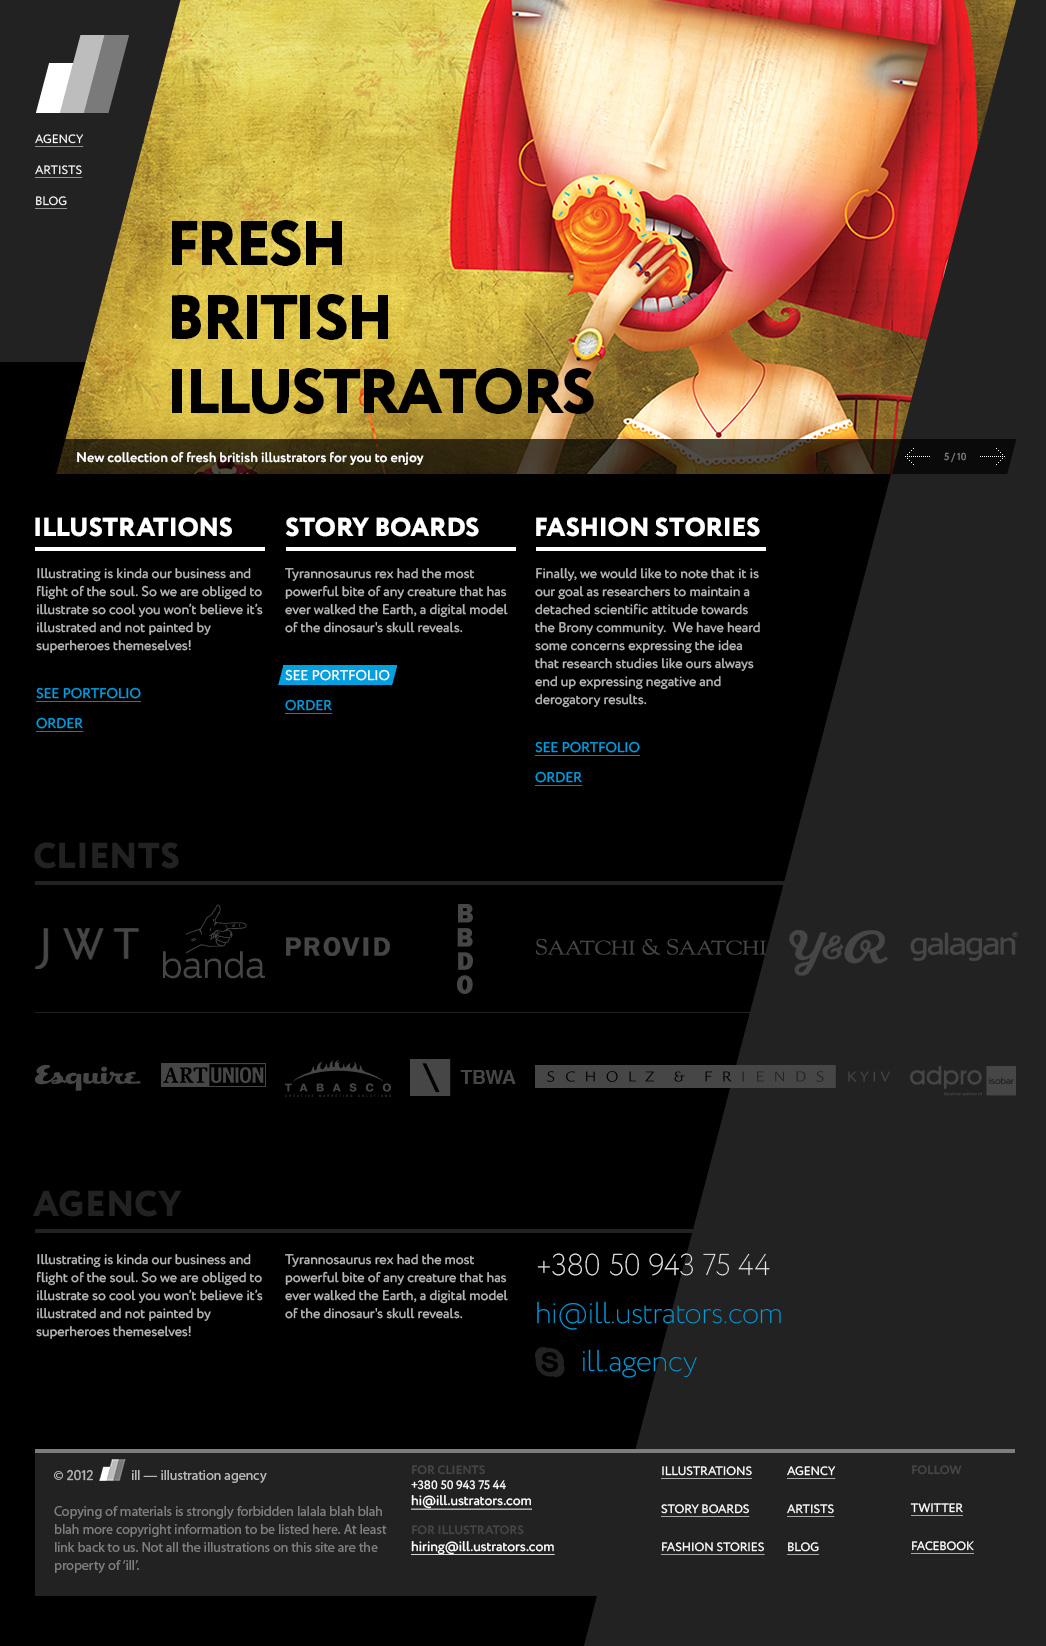 AGENCY
ARTISTS
BLOG
FRESH
BRITISH
ILLUSTRATORS
New collection of fresh british illustrators for you to enjoy
5 / 10
ILLUSTRATIONS
Illustrating is kinda our business and
flight of the soul. So we are obliged to
illustrate so cool you won't believe it's
illustrated and not painted by
superheroes themeselves!
SEE PORTFOLIO
ORDER
STORY BOARDS
Tyrannosaurus rex had the most
powerful bite of any creature that has
ever walked the Earth, a digital model
of the dinosaur's skull reveals.
SEE PORTFOLIO
ORDER
FASHION STORIES
Finally, we would like to note that it is
our goal as researchers to maintain a
detached scientific attitude towards
the Brony community. We have heard
some concerns expressing the idea
that research studies like ours always
end up expressing negative and
derogatory results.
SEE PORTFOLIO
ORDER
CLIENTS
JWT
banda
PROVID
BBDO
SAATCHI & SAATCHI
Y&R
galagan
Esquire
ART UNION
TABASCO
CREATIVE MARKETING SOLUTIONS
TBWA
SCHOLZ & FRIENDS KYIV
adpro isobar
AGENCY
Illustrating is kinda our business and
flight of the soul. So we are obliged to
illustrate so cool you won't believe it's
illustrated and not painted by
superheroes themeselves!
Tyrannosaurus rex had the most
powerful bite of any creature that has
ever walked the Earth, a digital model
of the dinosaur's skull reveals.
+380 50 943 75 44
hi@ill.ustrators.com
ill.agency
© 2012 ill — illustration agency
Copying of materials is strongly forbidden lalala blah blah
blah more copyright information to be listed here. At least
link back to us. Not all the illustrations on this site are the
property of 'ill'.
FOR CLIENTS
+380 50 943 75 44
hi@ill.ustrators.com
FOR ILLUSTRATORS
hiring@ill.ustrators.com
ILLUSTRATIONS
STORY BOARDS
FASHION STORIES
AGENCY
ARTISTS
BLOG
FOLLOW
TWITTER
FACEBOOK